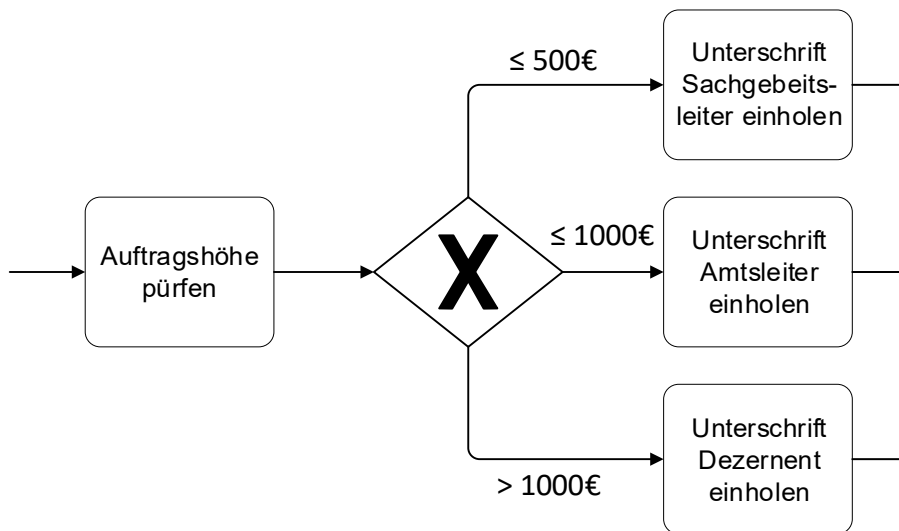 ≤ 500€
Unterschrift
Sachgebeits-
leiter einholen
Auftragshöhe
pürfen
X
≤ 1000€
Unterschrift
Amtsleiter
einholen
> 1000€
Unterschrift
Dezernent
einholen